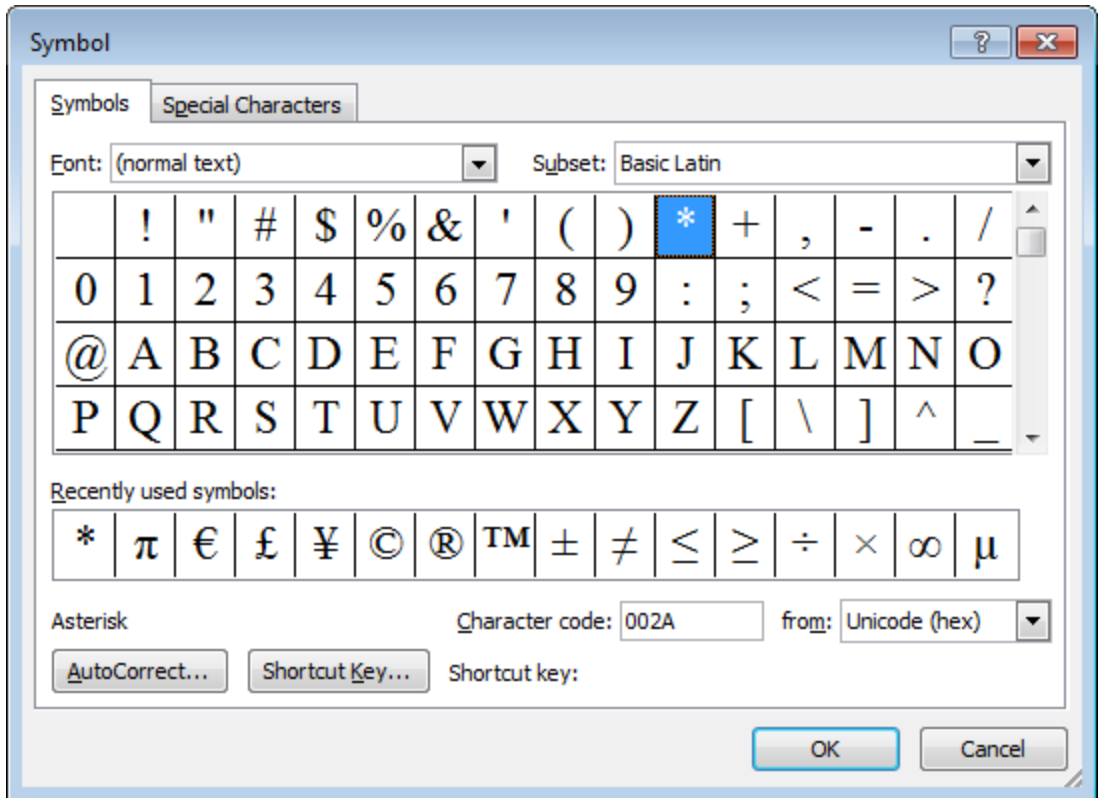 Symbol
Symbols Special Characters
Font: (normal text) Subset: Basic Latin
! " # $ % & ' ( ) * + , - . /
0 1 2 3 4 5 6 7 8 9 : ; < = > ?
@ A B C D E F G H I J K L M N O
P Q R S T U V W X Y Z [ \ ] ^ _
Recently used symbols:
* π € £ ¥ © ® ™ ± ≠ ≤ ≥ ÷ × ∞ µ
Asterisk Character code: 002A from: Unicode (hex)
AutoCorrect... Shortcut Key... Shortcut key:
OK Cancel